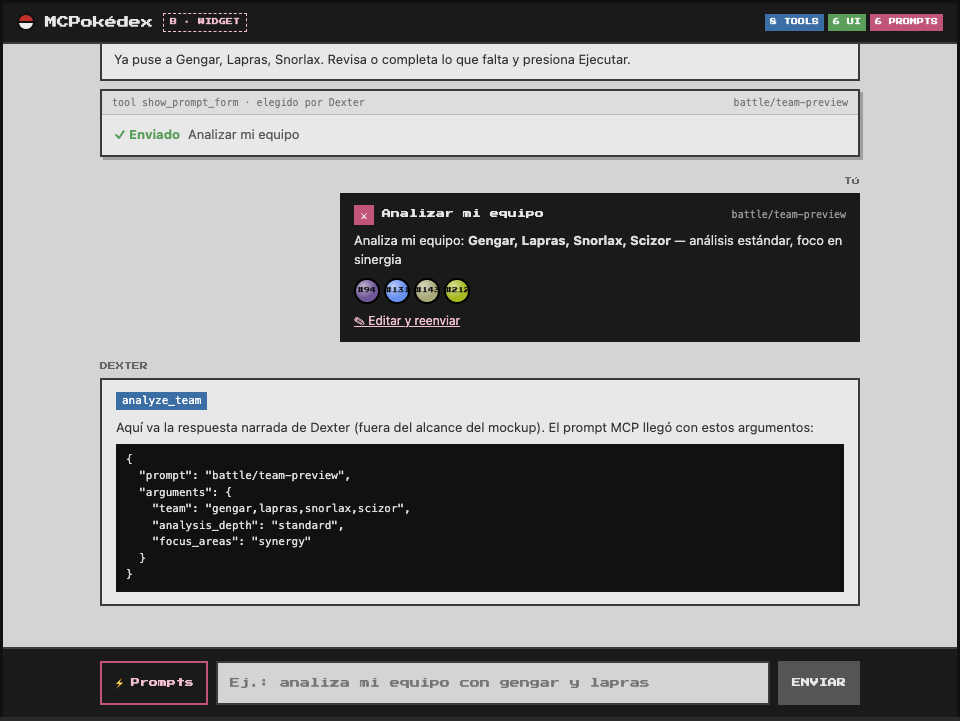 MCPokédex
B · WIDGET
8 TOOLS
6 UI
6 PROMPTS
Ya puse a Gengar, Lapras, Snorlax. Revisa o completa lo que falta y presiona Ejecutar.
tool show_prompt_form · elegido por Dexter
battle/team-preview
✓ Enviado Analizar mi equipo
Tú
⚔ Analizar mi equipo
battle/team-preview
Analiza mi equipo: Gengar, Lapras, Snorlax, Scizor — análisis estándar, foco en
sinergia
#94 #131 #143 #212
✎ Editar y reenviar
DEXTER
analyze_team
Aquí va la respuesta narrada de Dexter (fuera del alcance del mockup). El prompt MCP llegó con estos argumentos:
{
"prompt": "battle/team-preview",
"arguments": {
"team": "gengar,lapras,snorlax,scizor",
"analysis_depth": "standard",
"focus_areas": "synergy"
}
}
⚡ Prompts
Ej.: analiza mi equipo con gengar y lapras
ENVIAR